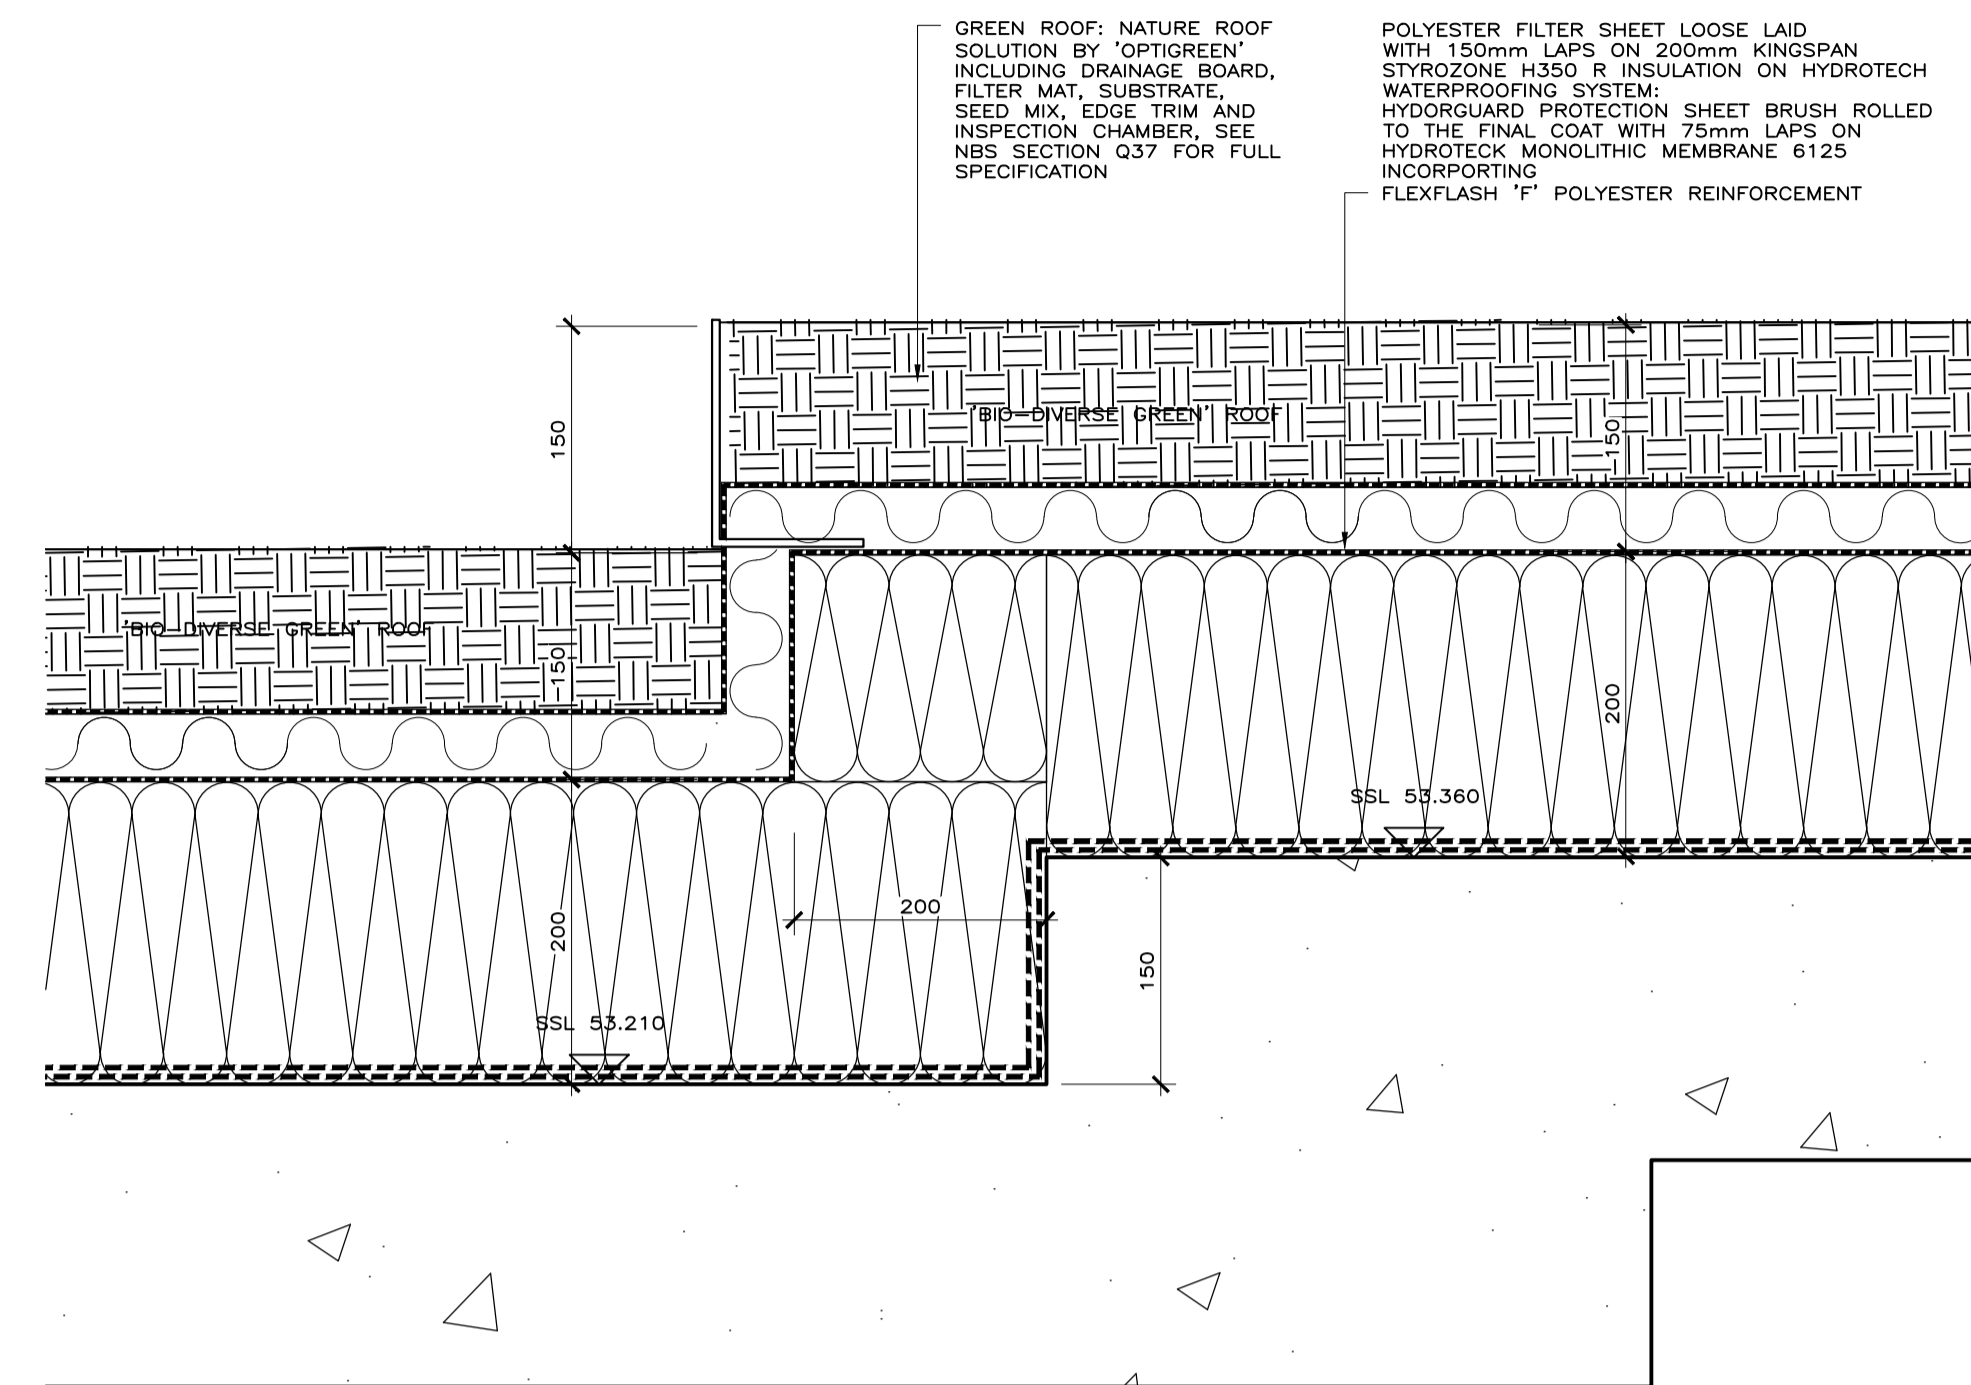 GREEN ROOF: NATURE ROOF
SOLUTION BY 'OPTIGREEN'
INCLUDING DRAINAGE BOARD,
FILTER MAT, SUBSTRATE,
SEED MIX, EDGE TRIM AND
INSPECTION CHAMBER, SEE
NBS SECTION Q37 FOR FULL
SPECIFICATION
POLYESTER FILTER SHEET LOOSE LAID
WITH 150mm LAPS ON 200mm KINGSPAN
STYROZONE H350 R INSULATION ON HYDROTECH
WATERPROOFING SYSTEM:
HYDORGUARD PROTECTION SHEET BRUSH ROLLED
TO THE FINAL COAT WITH 75mm LAPS ON
HYDROTECK MONOLITHIC MEMBRANE 6125
INCORPORTING
FLEXFLASH 'F' POLYESTER REINFORCEMENT
150
'BIO-DIVERSE GREEN' ROOF
150
'BIO-DIVERSE GREEN' ROOF
150
200
SSL 53.360
200
200
150
SSL 53.210